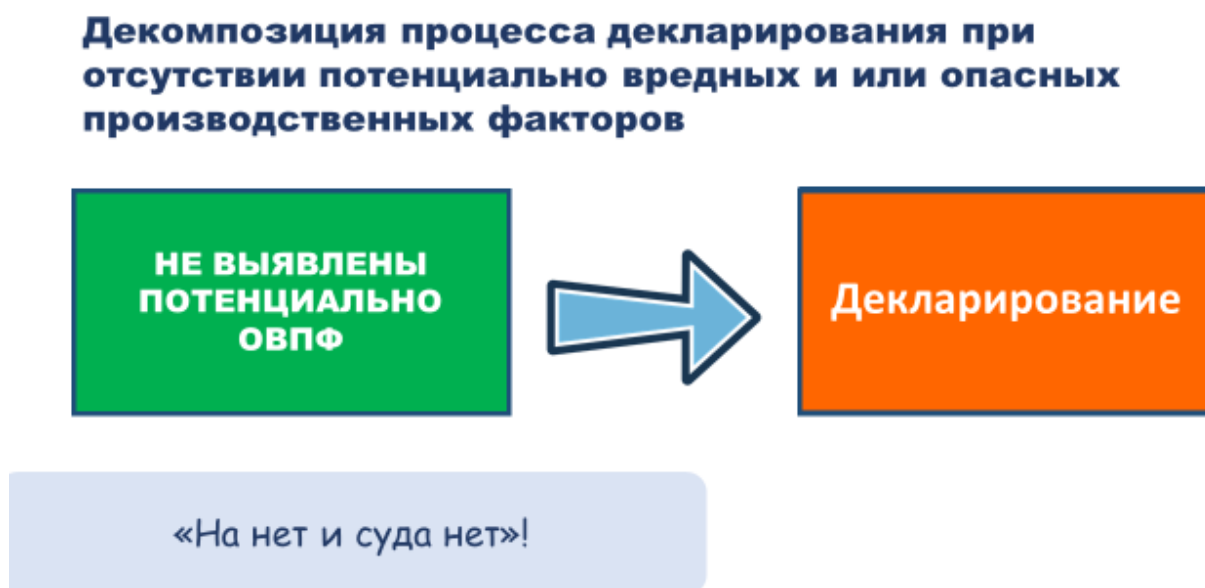 Декомпозиция процесса декларирования при
отсутствии потенциально вредных и или опасных
производственных факторов
НЕ ВЫЯВЛЕНЫ
ПОТЕНЦИАЛЬНО
ОВПФ
Декларирование
«На нет и суда нет»!